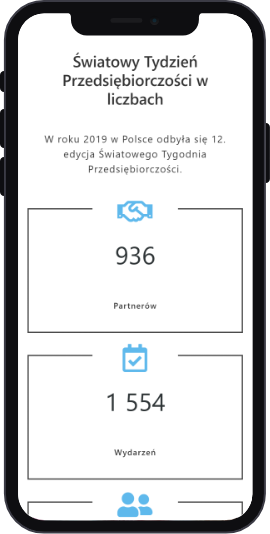 Światowy Tydzień
Przedsiębiorczości w
liczbach
W roku 2019 w Polsce odbyła się 12.
edycja Światowego Tygodnia
Przedsiębiorczości.
936
Partnerów
1 554
Wydarzeń